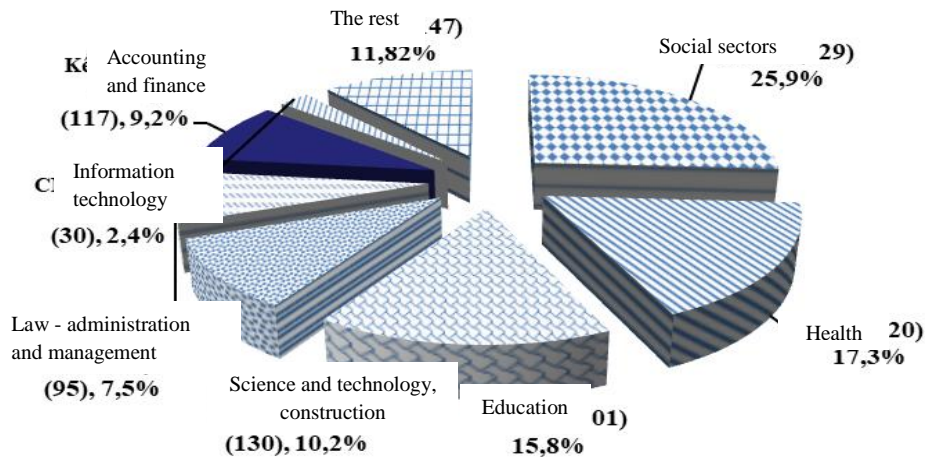 The rest 47)
11,82%
Social sectors 29)
25,9%
Accounting
and finance
(117), 9,2%
Information
technology
(30), 2,4%
Law - administration
and management
(95), 7,5%
Science and technology,
construction
(130), 10,2%
Education 01)
15,8%
Health 20)
17,3%